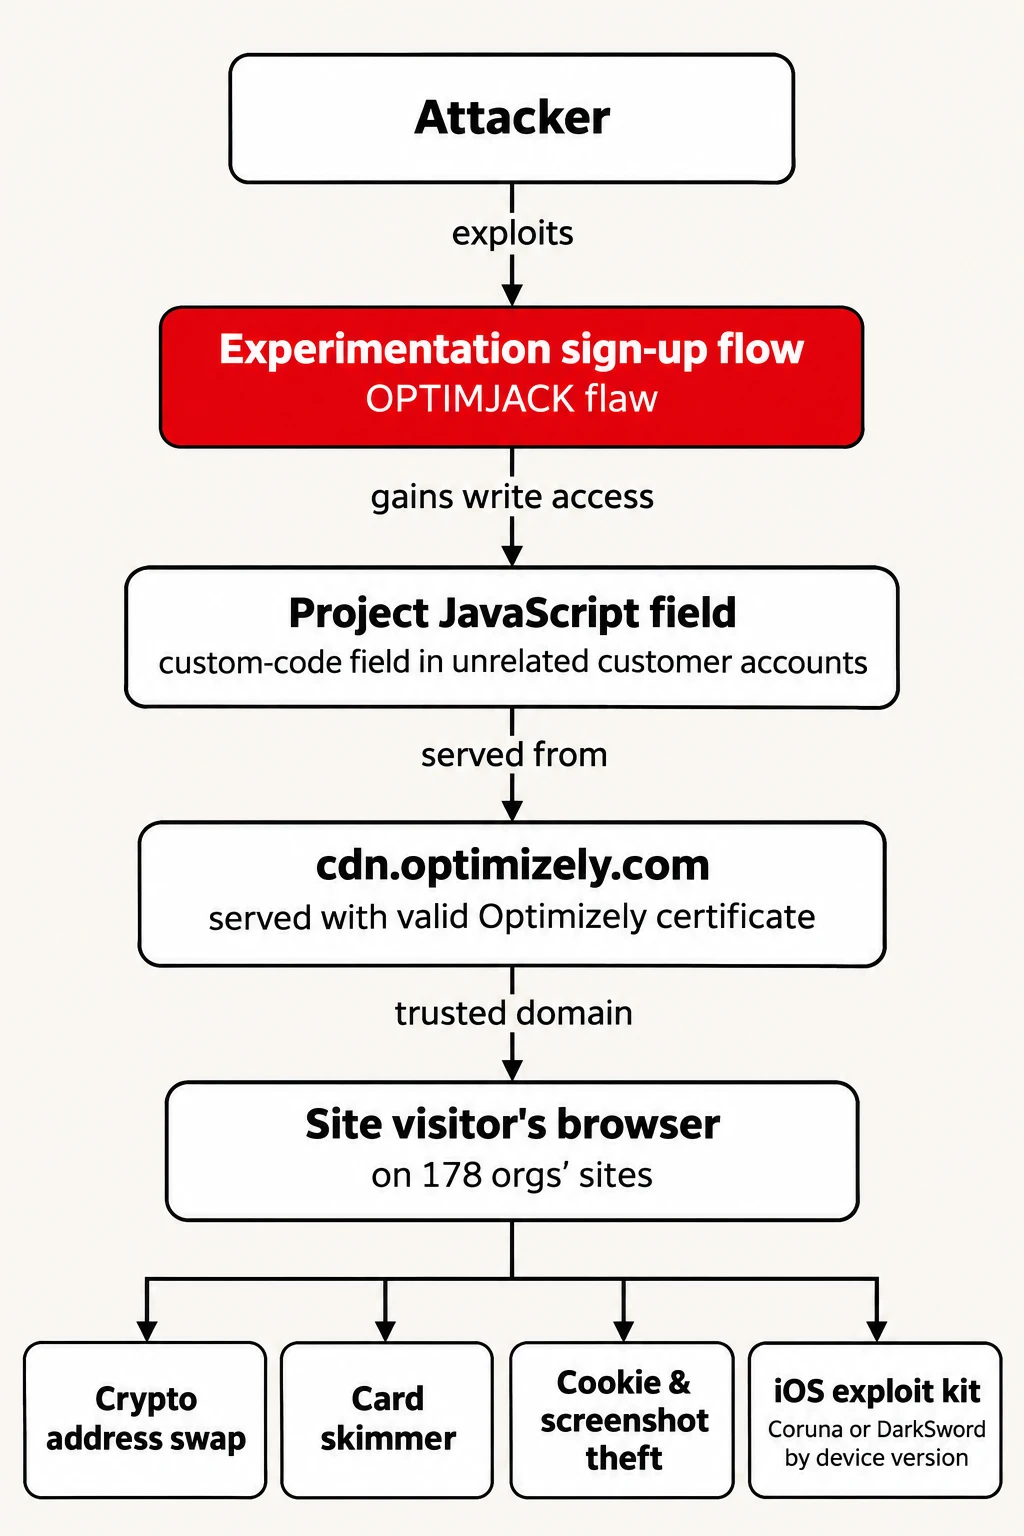 Attacker
exploits
Experimentation sign-up flow
OPTIMJACK flaw
gains write access
Project JavaScript field
custom-code field in unrelated customer accounts
served from
cdn.optimizely.com
served with valid Optimizely certificate
trusted domain
Site visitor's browser
on 178 orgs’ sites
Crypto
address swap
Card
skimmer
Cookie &
screenshot
theft
iOS exploit kit
Coruna or DarkSword
by device version